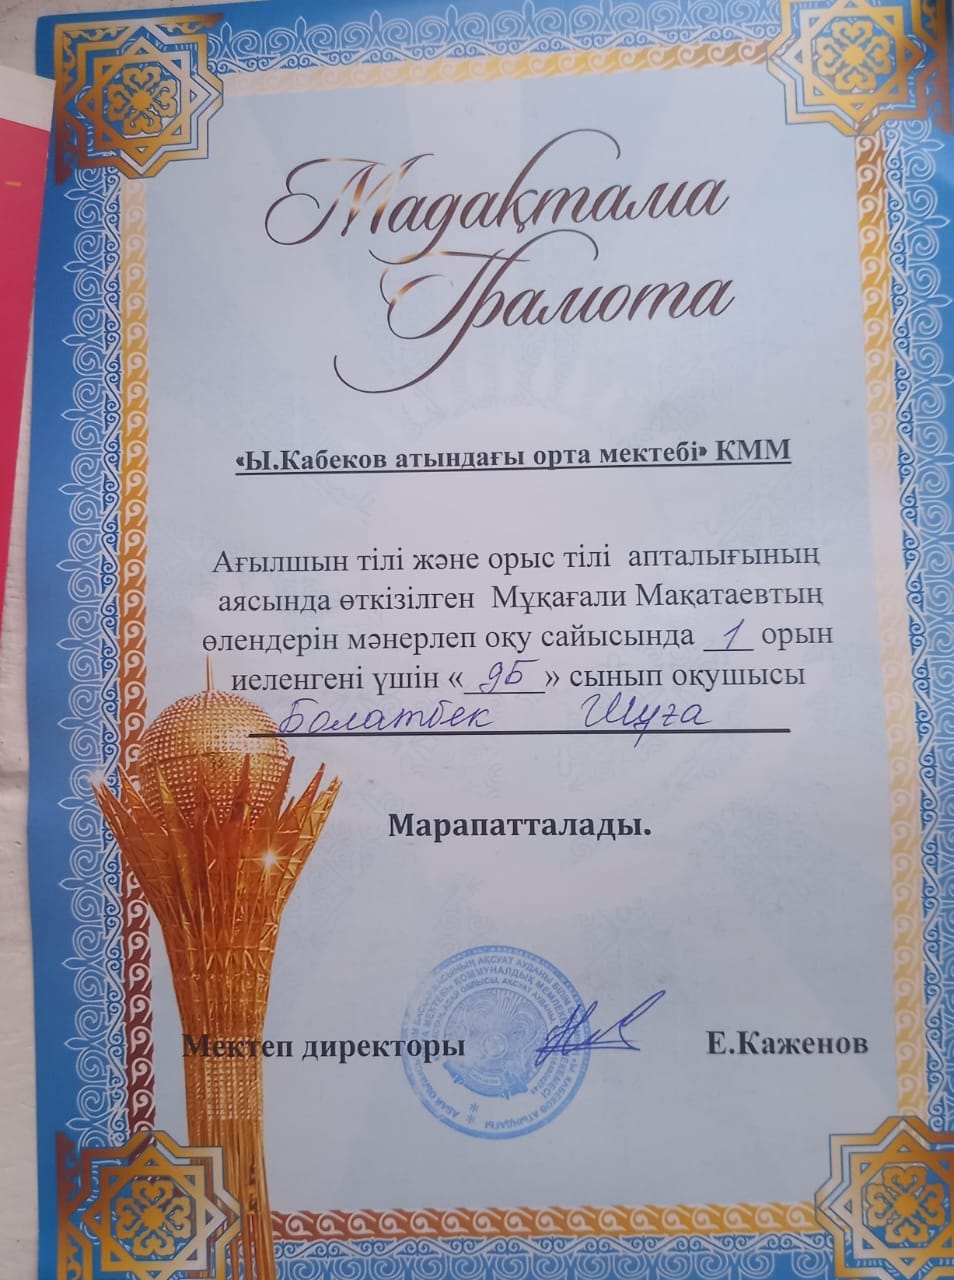 Мадақтама
Грамота
«Ы.Кабеков атындағы орта мектебі» КММ
Ағылшын тілі және орыс тілі апталығының
аясында өткізілген Мұқағали Мақатаевтың
өлендерін мәнерлеп оқу сайысында 1 орын
иеленгені үшін «9Б» сынып оқушысы
Болатбек Шұға
Марапатталады.
Мектеп директоры Е.Каженов